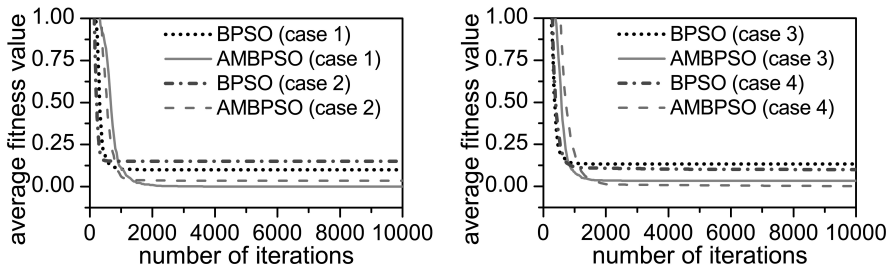 average fitness value
1.00
0.75
0.50
0.25
0.00
BPSO (case 1)
AMBPSO (case 1)
BPSO (case 2)
AMBPSO (case 2)
0 2000 4000 6000 8000 10000
number of iterations
average fitness value
1.00
0.75
0.50
0.25
0.00
BPSO (case 3)
AMBPSO (case 3)
BPSO (case 4)
AMBPSO (case 4)
0 2000 4000 6000 8000 10000
number of iterations